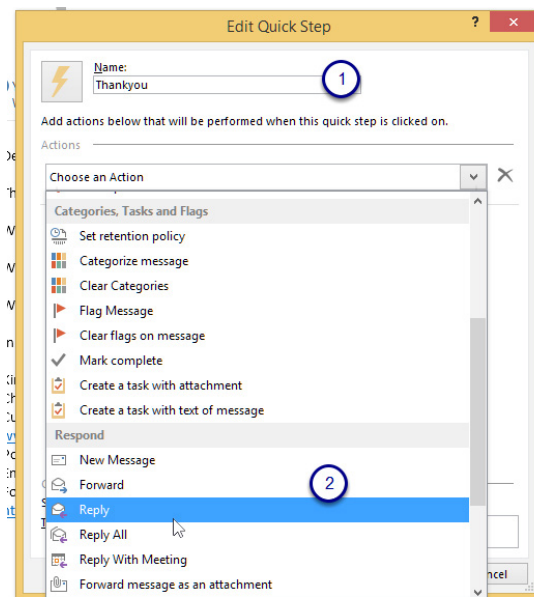 Edit Quick Step
?
Name:
1
Thankyou
Add actions below that will be performed when this quick step is clicked on.
Actions
Choose an Action
Categories, Tasks and Flags
Set retention policy
Categorize message
Clear Categories
Flag Message
Clear flags on message
Mark complete
Create a task with attachment
Create a task with text of message
Respond
New Message
Forward
2
Reply
Reply All
Reply With Meeting
Forward message as an attachment